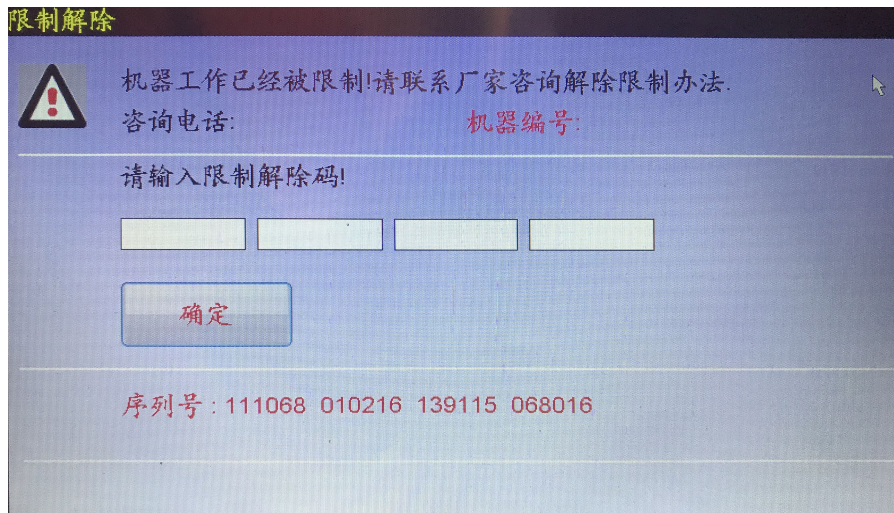 限制解除
机器工作已经被限制!请联系厂家咨询解除限制办法.
咨询电话: 机器编号:
请输入限制解除码!
确定
序列号 : 111068 010216 139115 068016